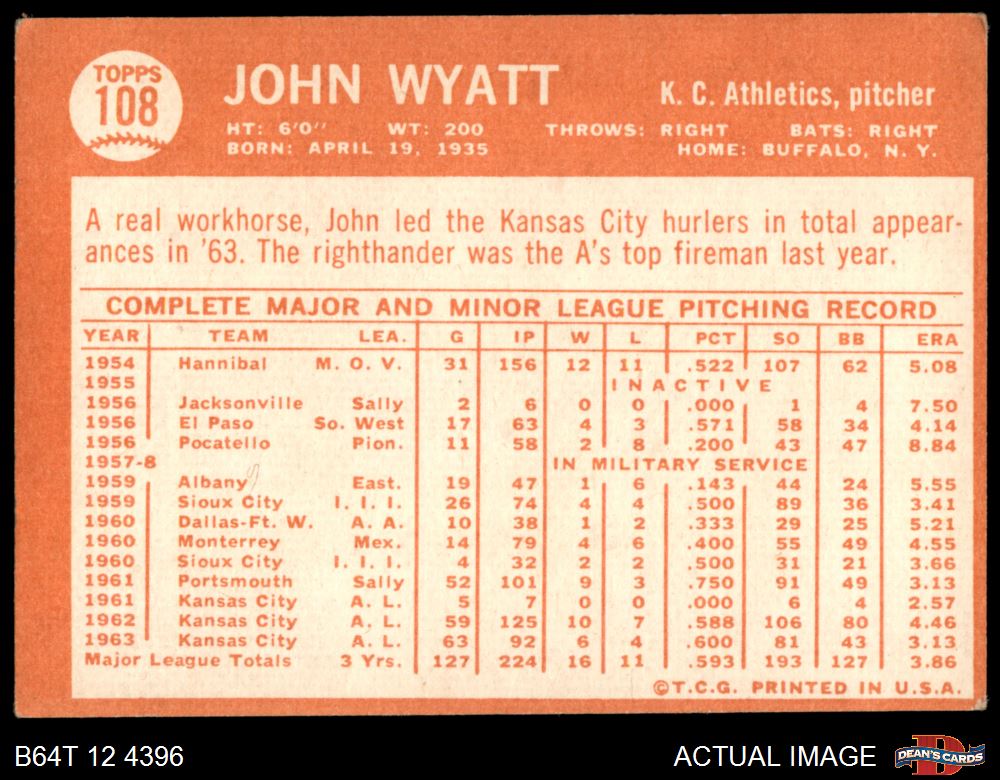 TOPPS
108
JOHN WYATT
K. C. Athletics, pitcher
HT: 6'0" WT: 200 THROWS: RIGHT BATS: RIGHT
BORN: APRIL 19, 1935 HOME: BUFFALO, N. Y.
A real workhorse, John led the Kansas City hurlers in total appear-
ances in '63. The righthander was the A's top fireman last year.
COMPLETE MAJOR AND MINOR LEAGUE PITCHING RECORD
YEAR TEAM LEA. G IP W L PCT SO BB ERA
1954 Hannibal M. O. V. 31 156 12 11 .522 107 62 5.08
1955 INACTIVE
1956 Jacksonville Sally 2 6 0 0 .000 1 4 7.50
1956 El Paso So. West 17 63 4 3 .571 58 34 4.14
1956 Pocatello Pion. 11 58 2 8 .200 43 47 8.84
1957-8 IN MILITARY SERVICE
1959 Albany East. 19 47 1 6 .143 44 24 5.55
1959 Sioux City I. I. I. 26 74 4 4 .500 89 36 3.41
1960 Dallas-Ft. W. A. A. 10 38 1 2 .333 29 25 5.21
1960 Monterrey Mex. 14 79 4 6 .400 55 49 4.55
1960 Sioux City I. I. I. 4 32 2 2 .500 31 21 3.66
1961 Portsmouth Sally 52 101 9 3 .750 91 49 3.13
1961 Kansas City A. L. 5 7 0 0 .000 6 4 2.57
1962 Kansas City A. L. 59 125 10 7 .588 106 80 4.46
1963 Kansas City A. L. 63 92 6 4 .600 81 43 3.13
Major League Totals 3 Yrs. 127 224 16 11 .593 193 127 3.86
©T.C.G. PRINTED IN U.S.A.
B64T 12 4396 ACTUAL IMAGE
DEAN'S CARDS